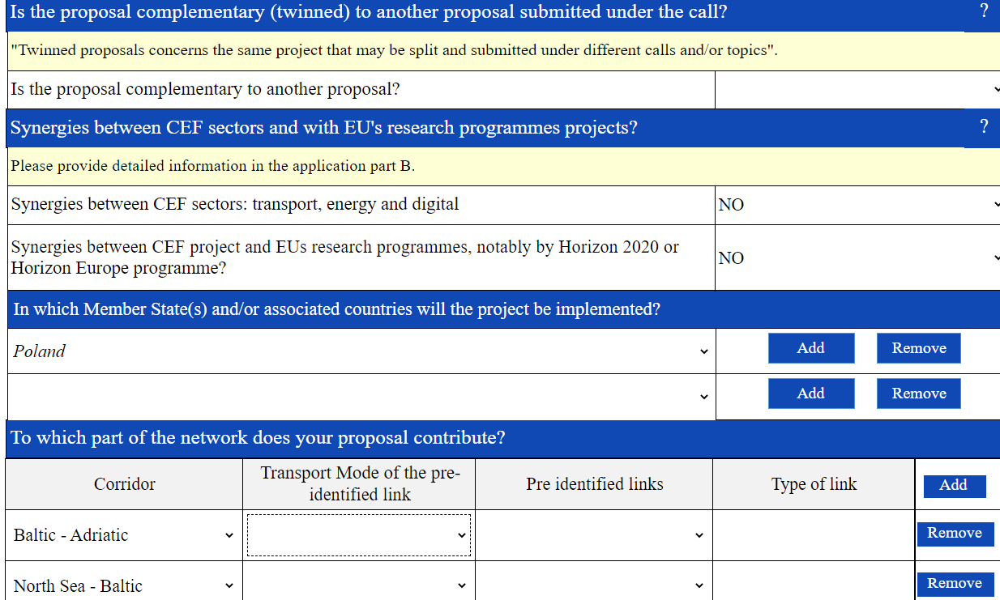 Is the proposal complementary (twinned) to another proposal submitted under the call? ?
"Twinned proposals concerns the same project that may be split and submitted under different calls and/or topics".
Is the proposal complementary to another proposal?
Synergies between CEF sectors and with EU's research programmes projects? ?
Please provide detailed information in the application part B.
Synergies between CEF sectors: transport, energy and digital NO
Synergies between CEF project and EUs research programmes, notably by Horizon 2020 or
Horizon Europe programme? NO
In which Member State(s) and/or associated countries will the project be implemented?
Poland Add Remove
Add Remove
To which part of the network does your proposal contribute?
Corridor
Transport Mode of the pre-
identified link
Pre identified links
Type of link
Add
Baltic - Adriatic Remove
North Sea - Baltic Remove